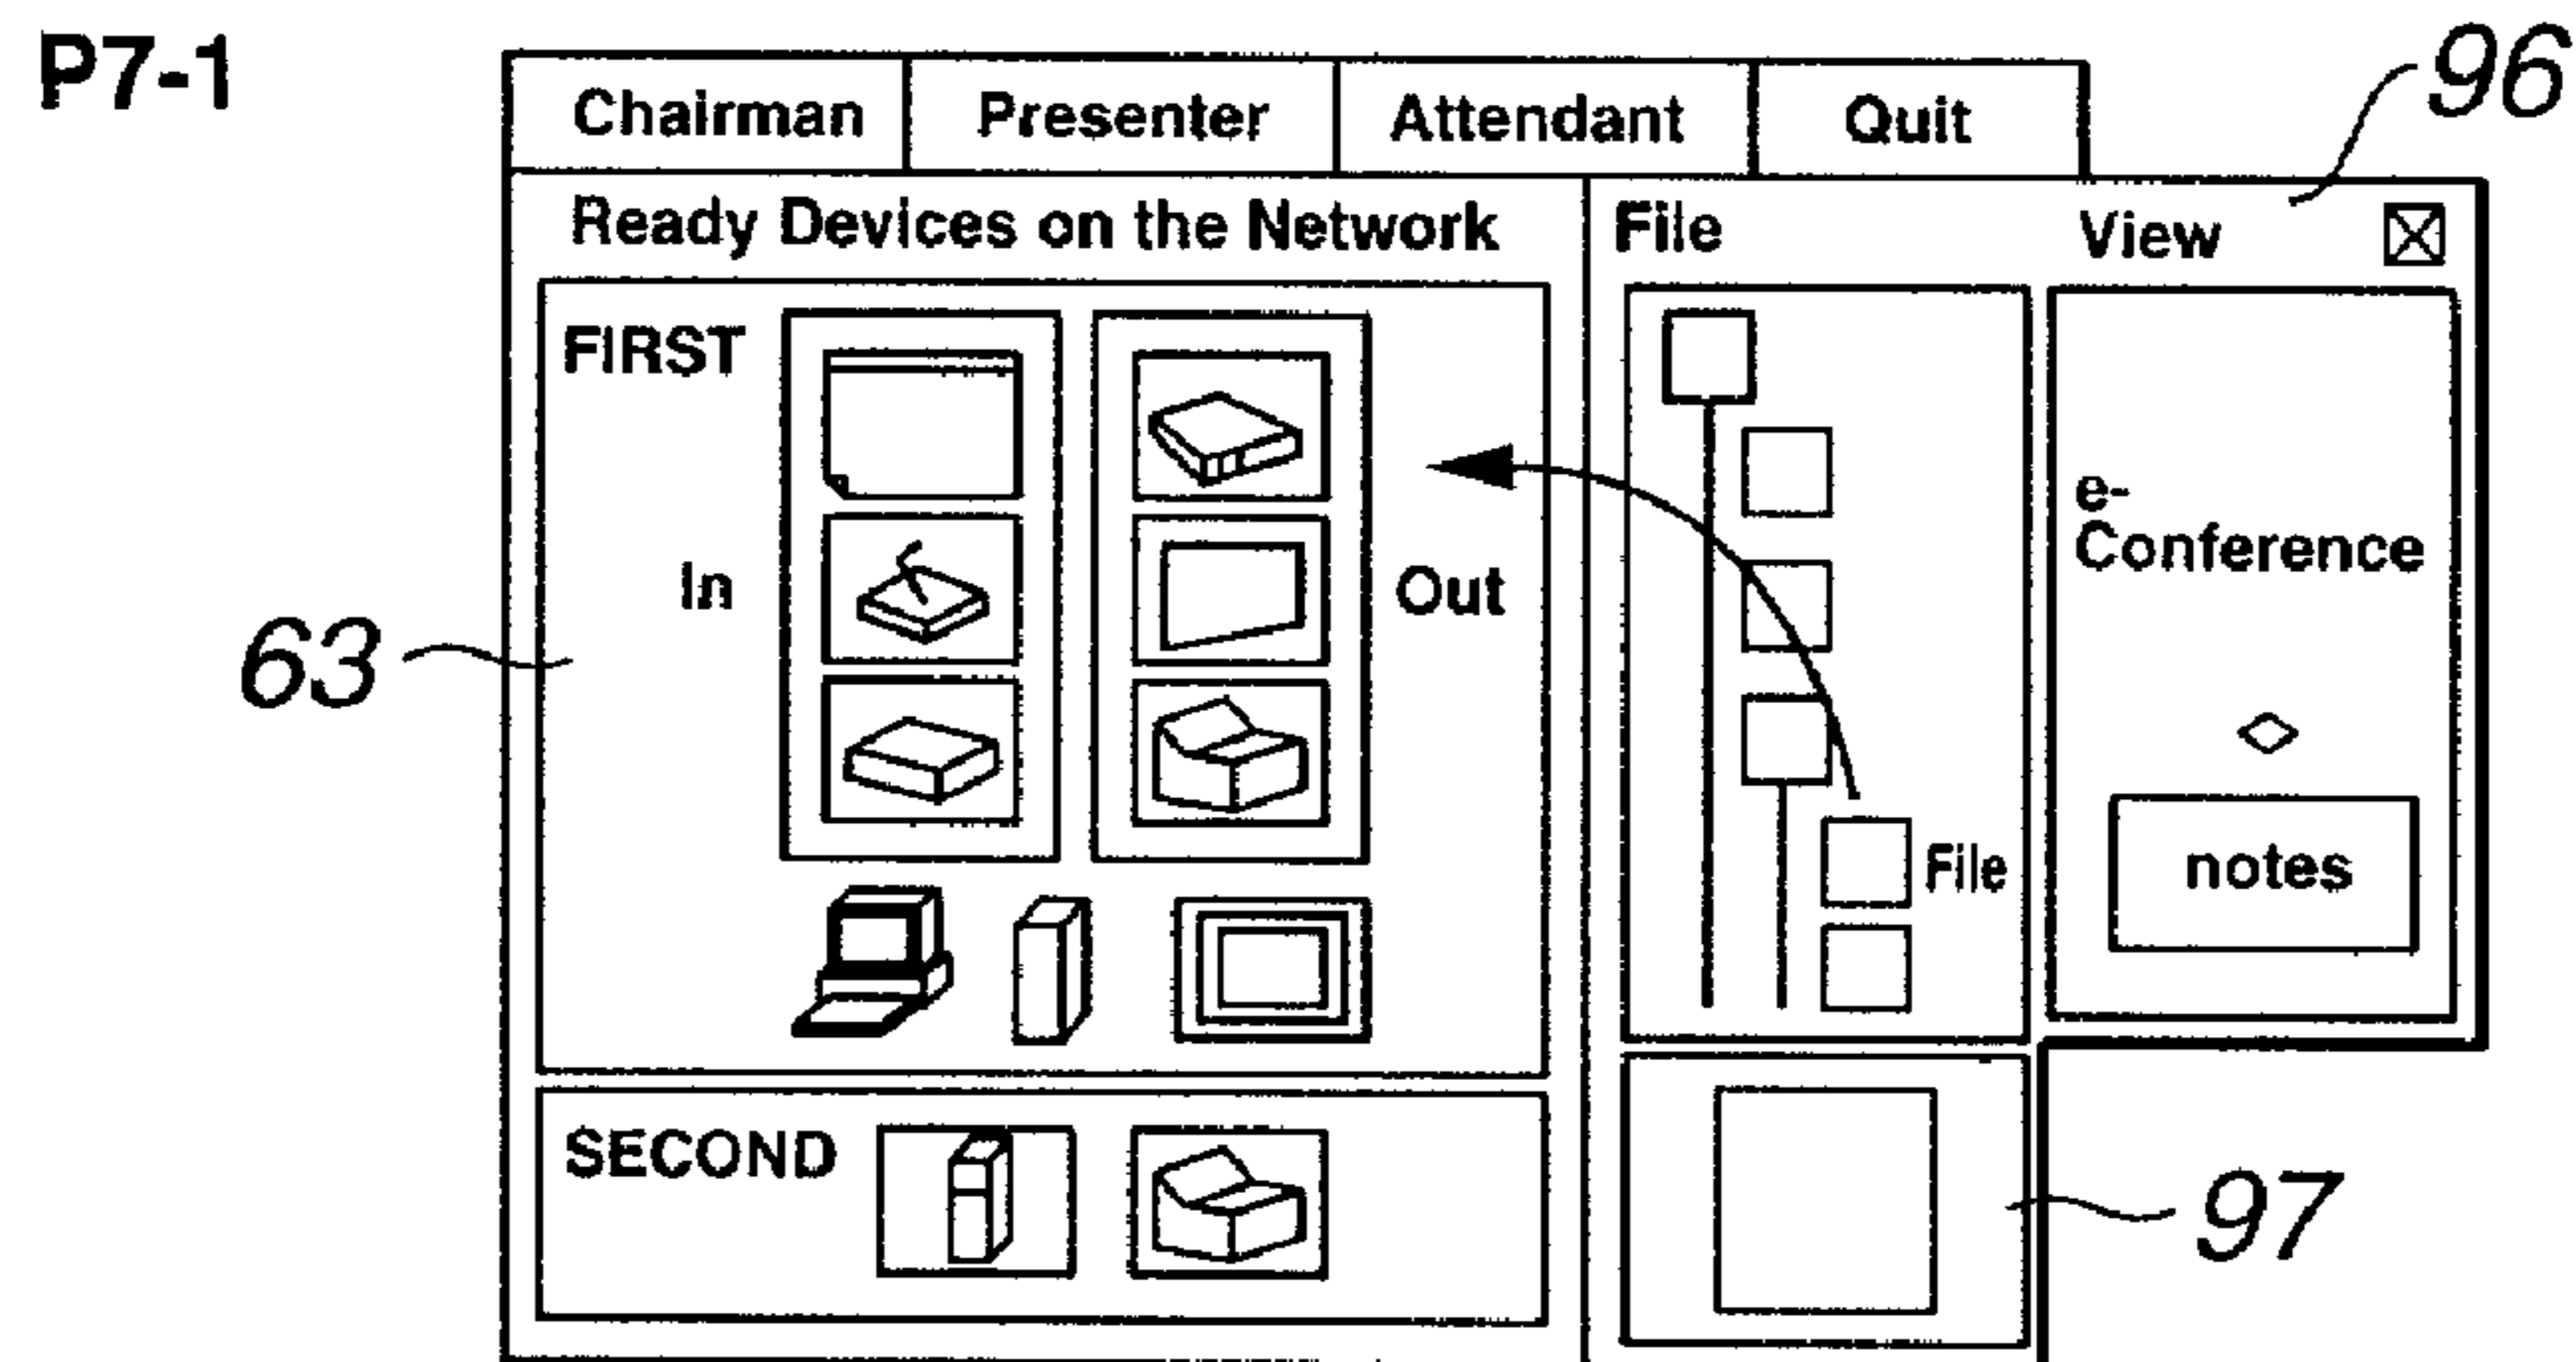 P7-1
96
Chairman Presenter Attendant Quit
Ready Devices on the Network
File View
FIRST
In
Out
63
e-
Conference
File
notes
SECOND
97